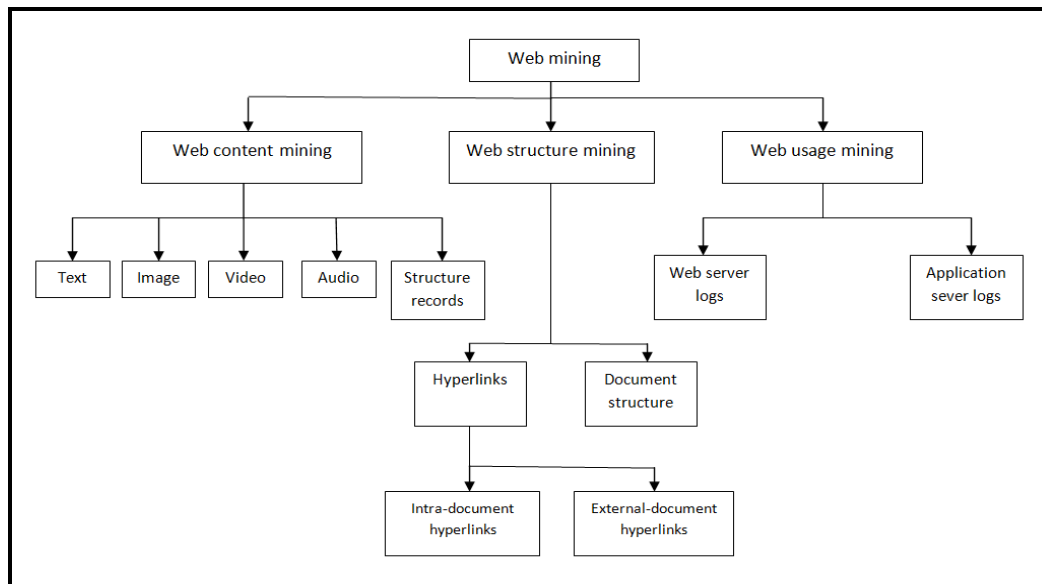 Web mining
Web content mining
Web structure mining
Web usage mining
Text
Image
Video
Audio
Structure
records
Web server
logs
Application
sever logs
Hyperlinks
Document
structure
Intra-document
hyperlinks
External-document
hyperlinks